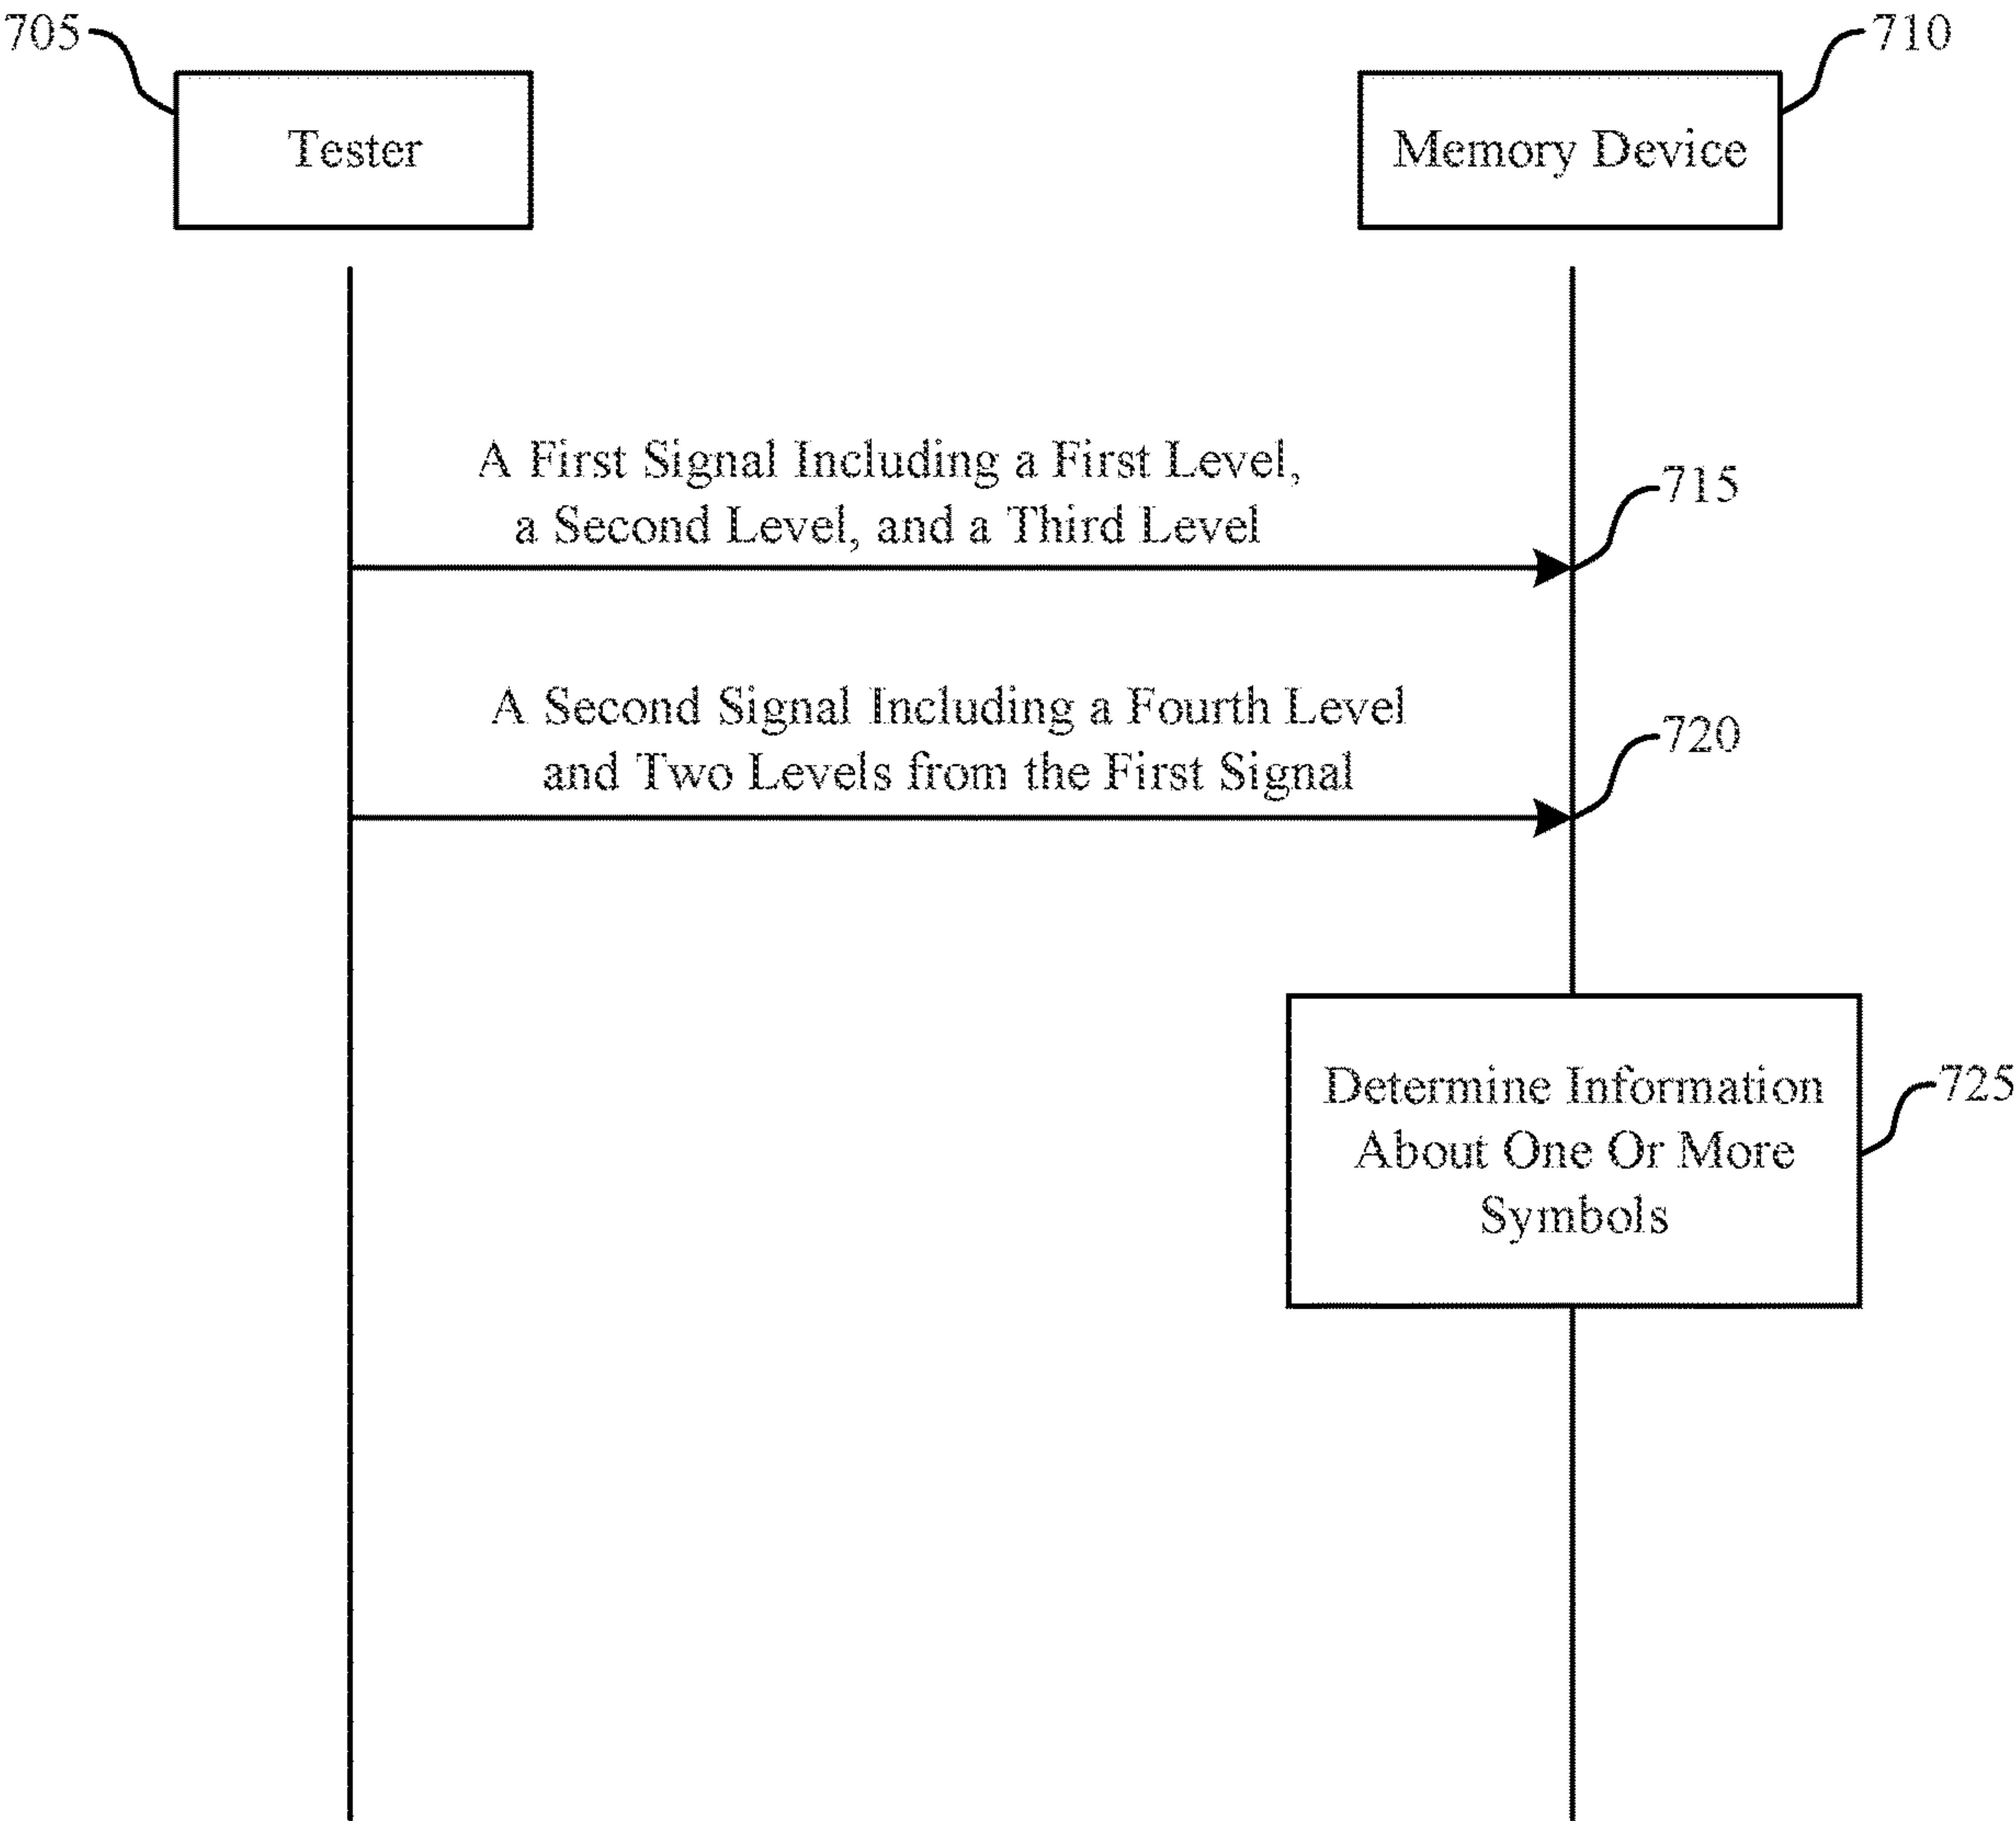 705
710
Tester
Memory Device
A First Signal Including a First Level,
a Second Level, and a Third Level
715
A Second Signal Including a Fourth Level
and Two Levels from the First Signal
720
Determine Information
About One Or More
Symbols
725